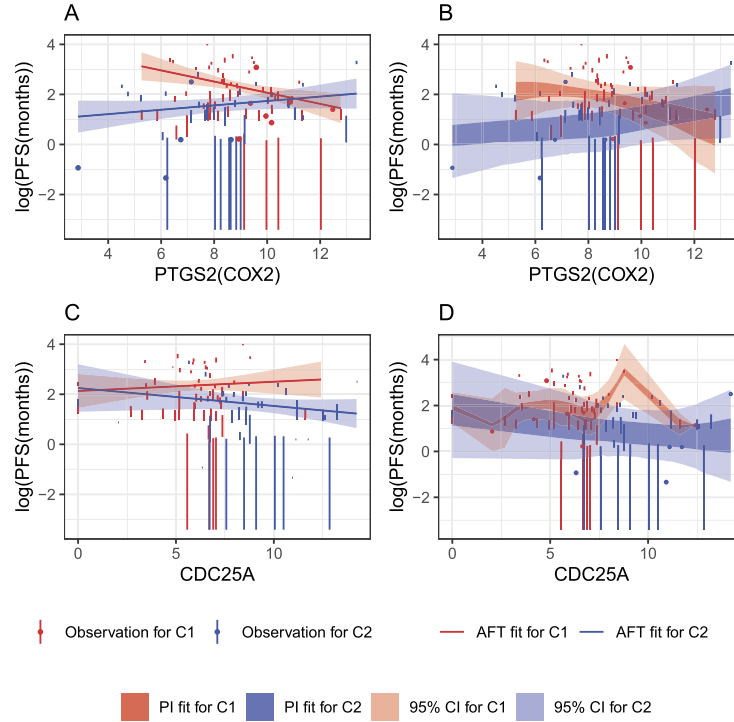 A
B
log(PFS(months))
4
2
0
−2
4
6
8
10
12
PTGS2(COX2)
log(PFS(months))
4
2
0
−2
4
6
8
10
12
PTGS2(COX2)
C
D
log(PFS(months))
4
2
0
−2
0
5
10
CDC25A
log(PFS(months))
4
2
0
−2
0
5
10
CDC25A
Observation for C1
Observation for C2
AFT fit for C1
AFT fit for C2
PI fit for C1
PI fit for C2
95% CI for C1
95% CI for C2